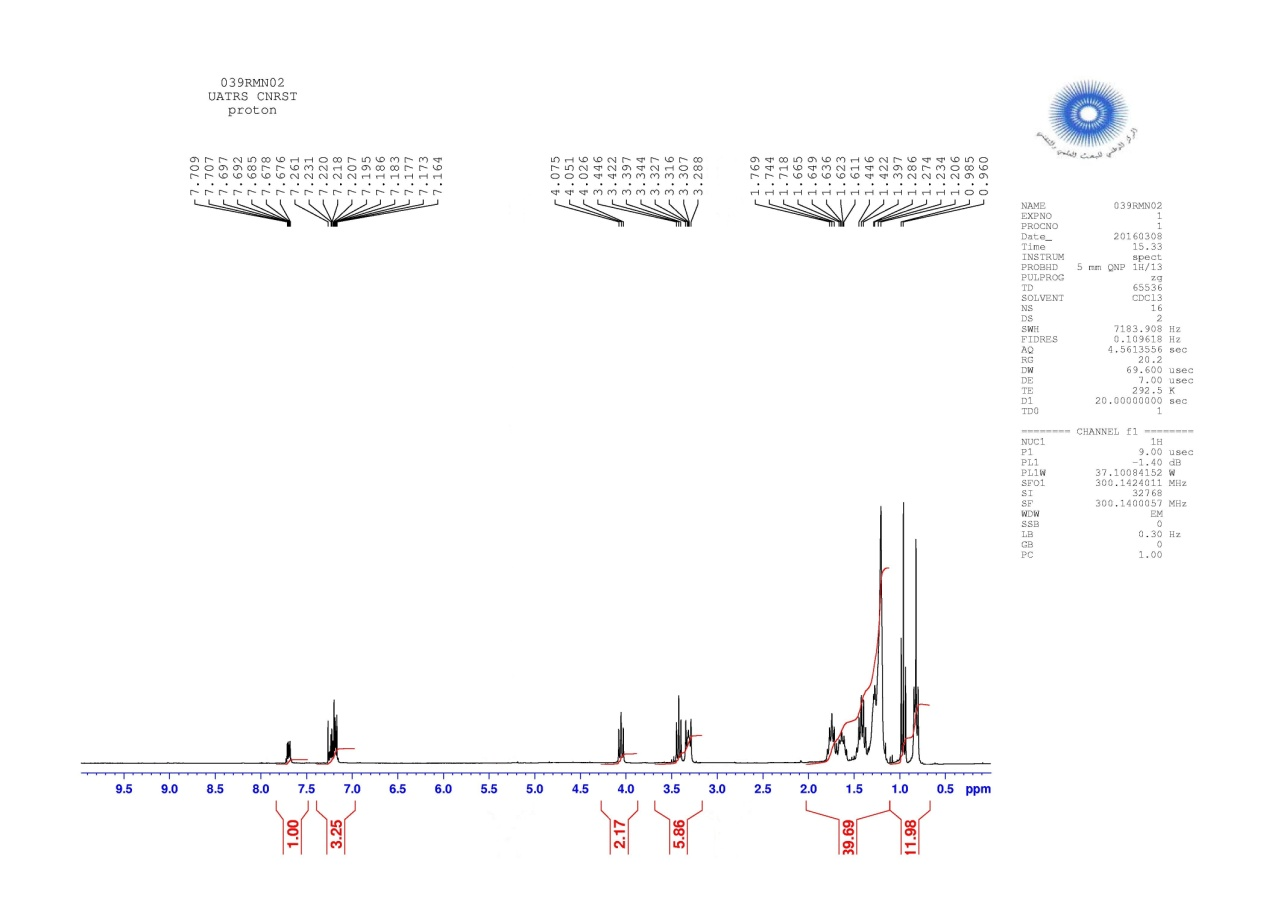 039RMN02
UATRS CNRST
proton
7.709
7.707
7.697
7.692
7.685
7.678
7.676
7.261
7.231
7.220
7.218
7.207
7.195
7.186
7.183
7.177
7.173
7.164
4.075
4.051
4.026
3.446
3.422
3.397
3.344
3.327
3.316
3.307
3.288
1.769
1.744
1.718
1.665
1.649
1.636
1.623
1.611
1.446
1.422
1.397
1.286
1.274
1.234
1.206
0.985
0.960
NAME 039RMN02
EXPNO 1
PROCNO 1
Date_ 20160308
Time 15.33
INSTRUM spect
PROBHD 5 mm QNP 1H/13
PULPROG zg
TD 65536
SOLVENT CDCl3
NS 16
DS 2
SWH 7183.908 Hz
FIDRES 0.109618 Hz
AQ 4.5613556 sec
RG 20.2
DW 69.600 usec
DE 7.00 usec
TE 292.5 K
D1 20.00000000 sec
TD0 1
======== CHANNEL f1 ========
NUC1 1H
P1 9.00 usec
PL1 -1.40 dB
PL1W 37.10084152 W
SFO1 300.1424011 MHz
SI 32768
SF 300.1400057 MHz
WDW EM
SSB 0
LB 0.30 Hz
GB 0
PC 1.00
9.5 9.0 8.5 8.0 7.5 7.0 6.5 6.0 5.5 5.0 4.5 4.0 3.5 3.0 2.5 2.0 1.5 1.0 0.5 ppm
1.00
3.25
2.17
5.86
39.69
11.98